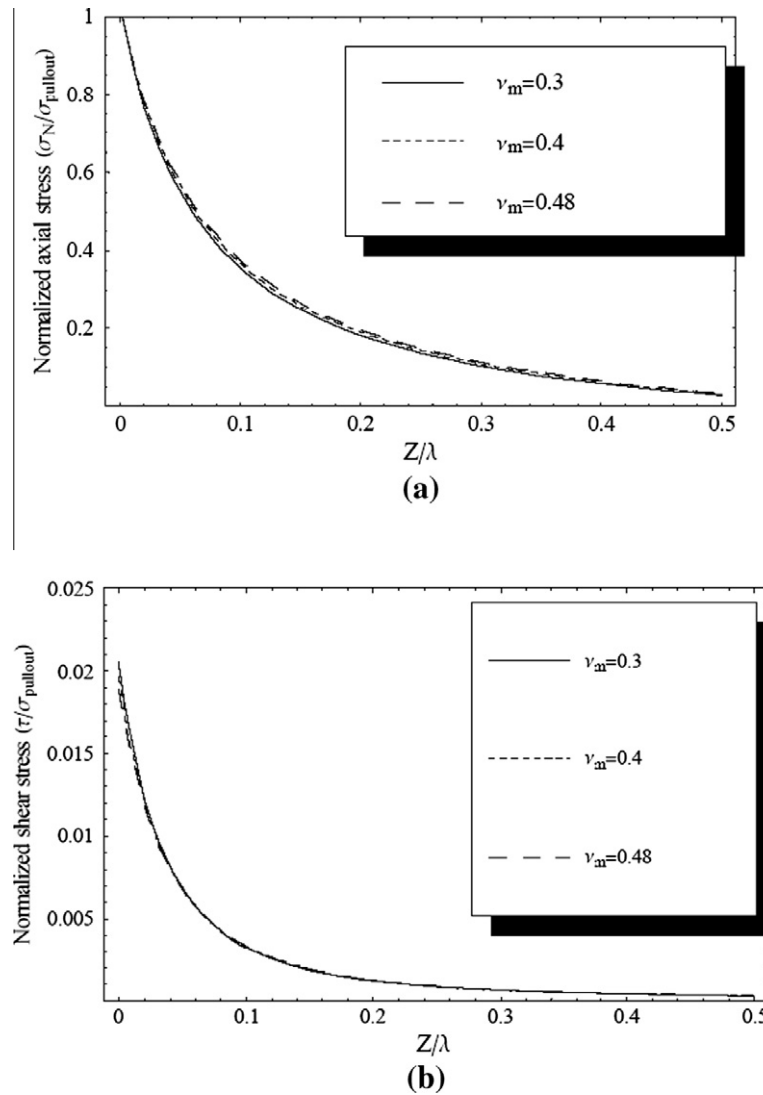 Normalized axial stress (σN/σpullout)
1
0.8
0.6
0.4
0.2
νm=0.3
νm=0.4
νm=0.48
0 0.1 0.2 0.3 0.4 0.5
Z/λ
(a)
Normalized shear stress (τ/σpullout)
0.025
0.02
0.015
0.01
0.005
νm=0.3
νm=0.4
νm=0.48
0 0.1 0.2 0.3 0.4 0.5
Z/λ
(b)